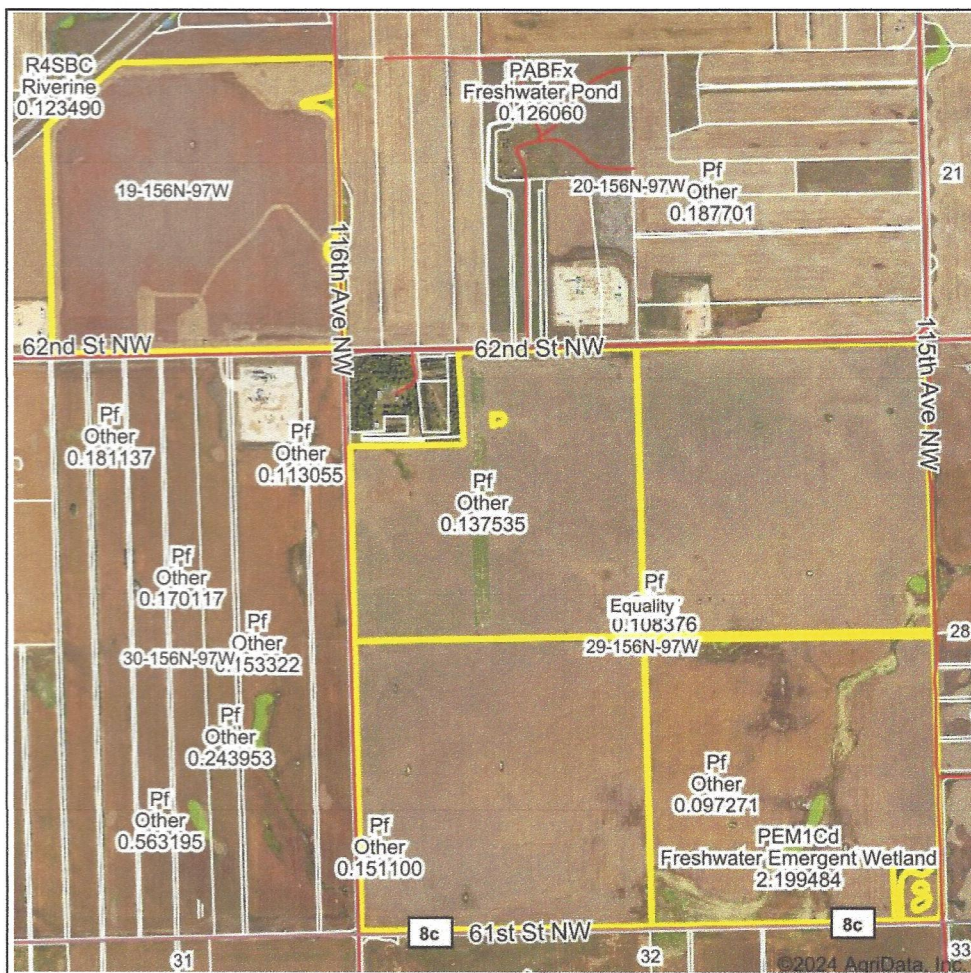 R4SBC
Riverine
0.123490
PABFx
Freshwater Pond
0.126060
19-156N-97W
20-156N-97W
Pf
Other
0.187701
21
116th Ave NW
62nd St NW
62nd St NW
115th Ave NW
Pf
Other
0.181137
Pf
Other
0.113055
Pf
Other
0.137535
Pf
Other
0.170117
Pf
Equality
0.108376
29-156N-97W
28
Pf
Other
0.153322
30-156N-97W
Pf
Other
0.243953
Pf
Other
0.563195
Pf
Other
0.151100
Pf
Other
0.097271
PEM1Cd
Freshwater Emergent Wetland
2.199484
8c
61st St NW
8c
31
32
33
©2024 AgriData, Inc.